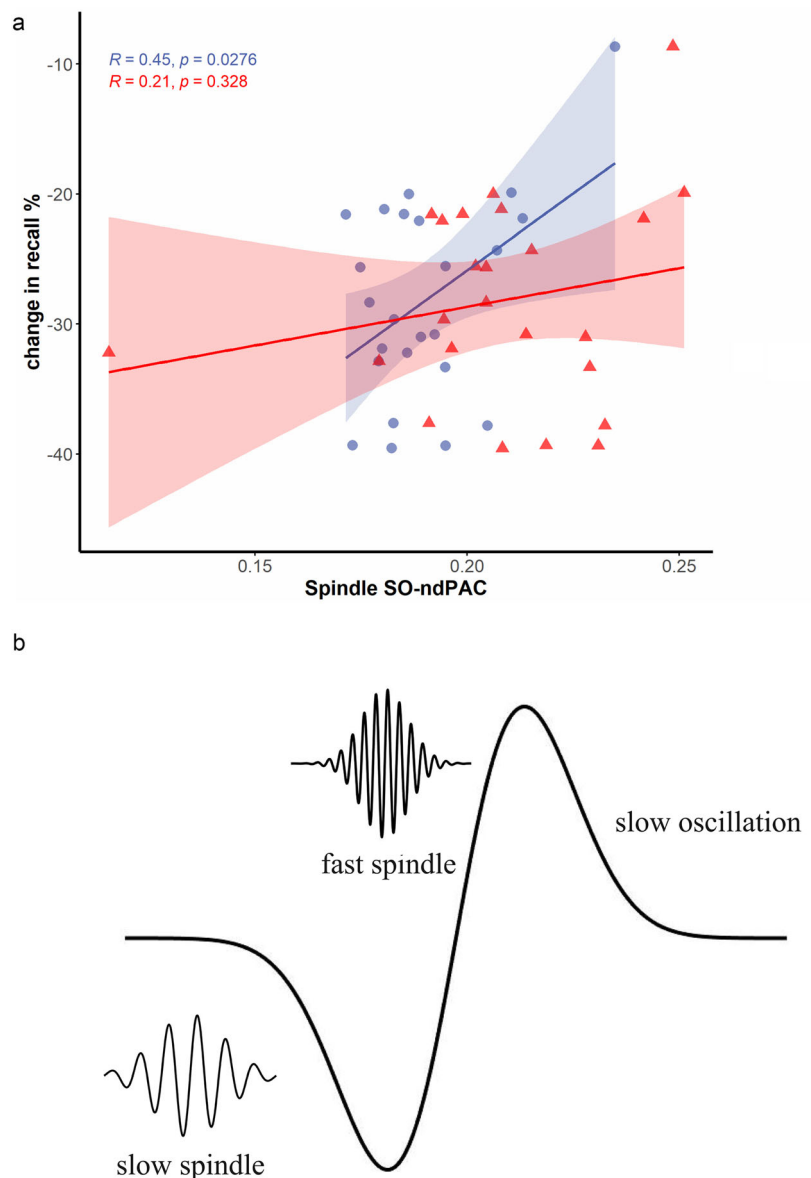 a
R = 0.45, p = 0.0276
R = 0.21, p = 0.328
-10
-20
-30
-40
change in recall %
0.15
0.20
0.25
Spindle SO-ndPAC
b
fast spindle
slow oscillation
slow spindle